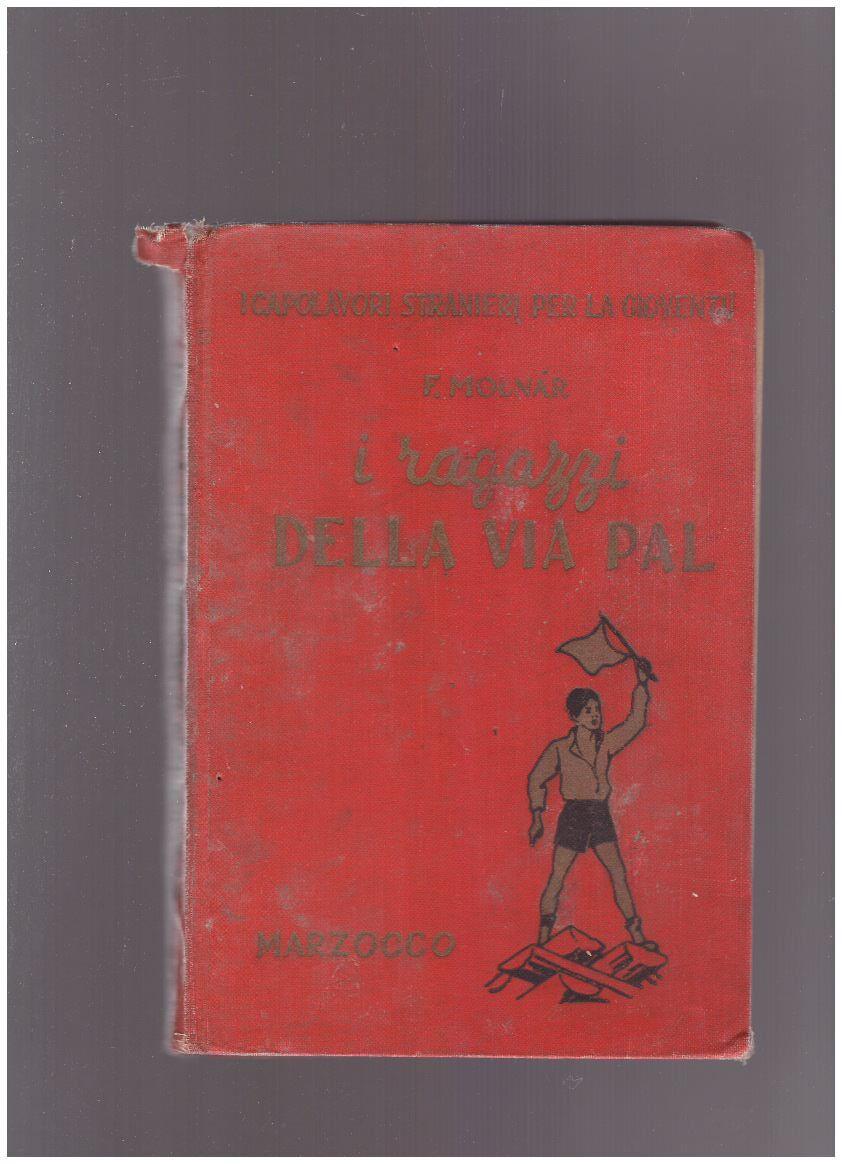 I CAPOLAVORI STRANIERI PER LA GIOVENTÙ
F. MOLNÁR
i ragazzi
DELLA VIA PAL
MARZOCCO